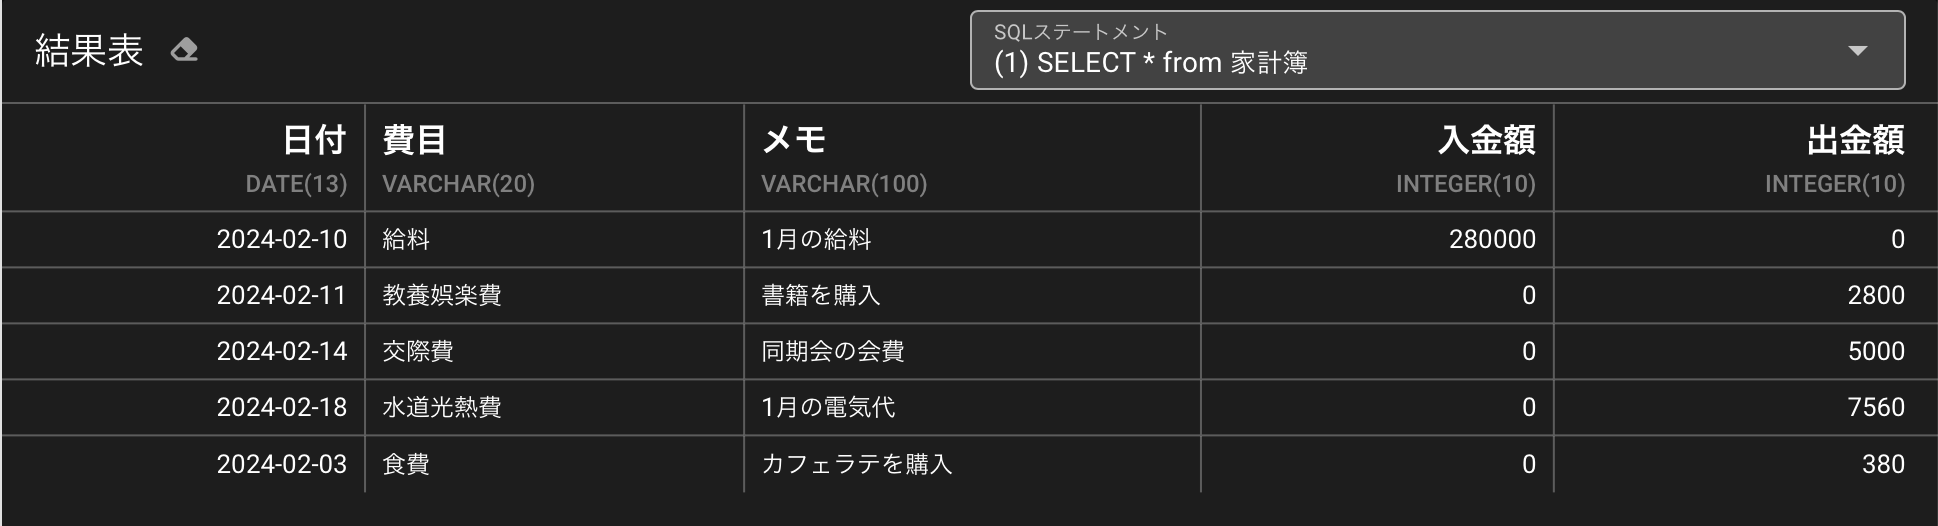 結果表
SQLステートメント
(1) SELECT * from 家計簿
日付 費目 メモ 入金額 出金額
DATE(13) VARCHAR(20) VARCHAR(100) INTEGER(10) INTEGER(10)
2024-02-10 給料 1月の給料 280000 0
2024-02-11 教養娯楽費 書籍を購入 0 2800
2024-02-14 交際費 同期会の会費 0 5000
2024-02-18 水道光熱費 1月の電気代 0 7560
2024-02-03 食費 カフェラテを購入 0 380